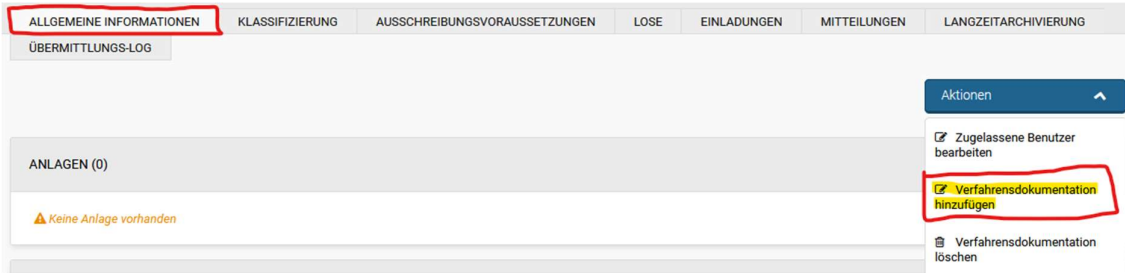 ALLGEMEINE INFORMATIONEN KLASSIFIZIERUNG AUSSCHREIBUNGSVORAUSSETZUNGEN LOSE EINLADUNGEN MITTEILUNGEN LANGZEITARCHIVIERUNG
ÜBERMITTLUNGS-LOG
Aktionen
Zugelassene Benutzer
bearbeiten
Verfahrensdokumentation
hinzufügen
Verfahrensdokumentation
löschen
ANLAGEN (0)
Keine Anlage vorhanden